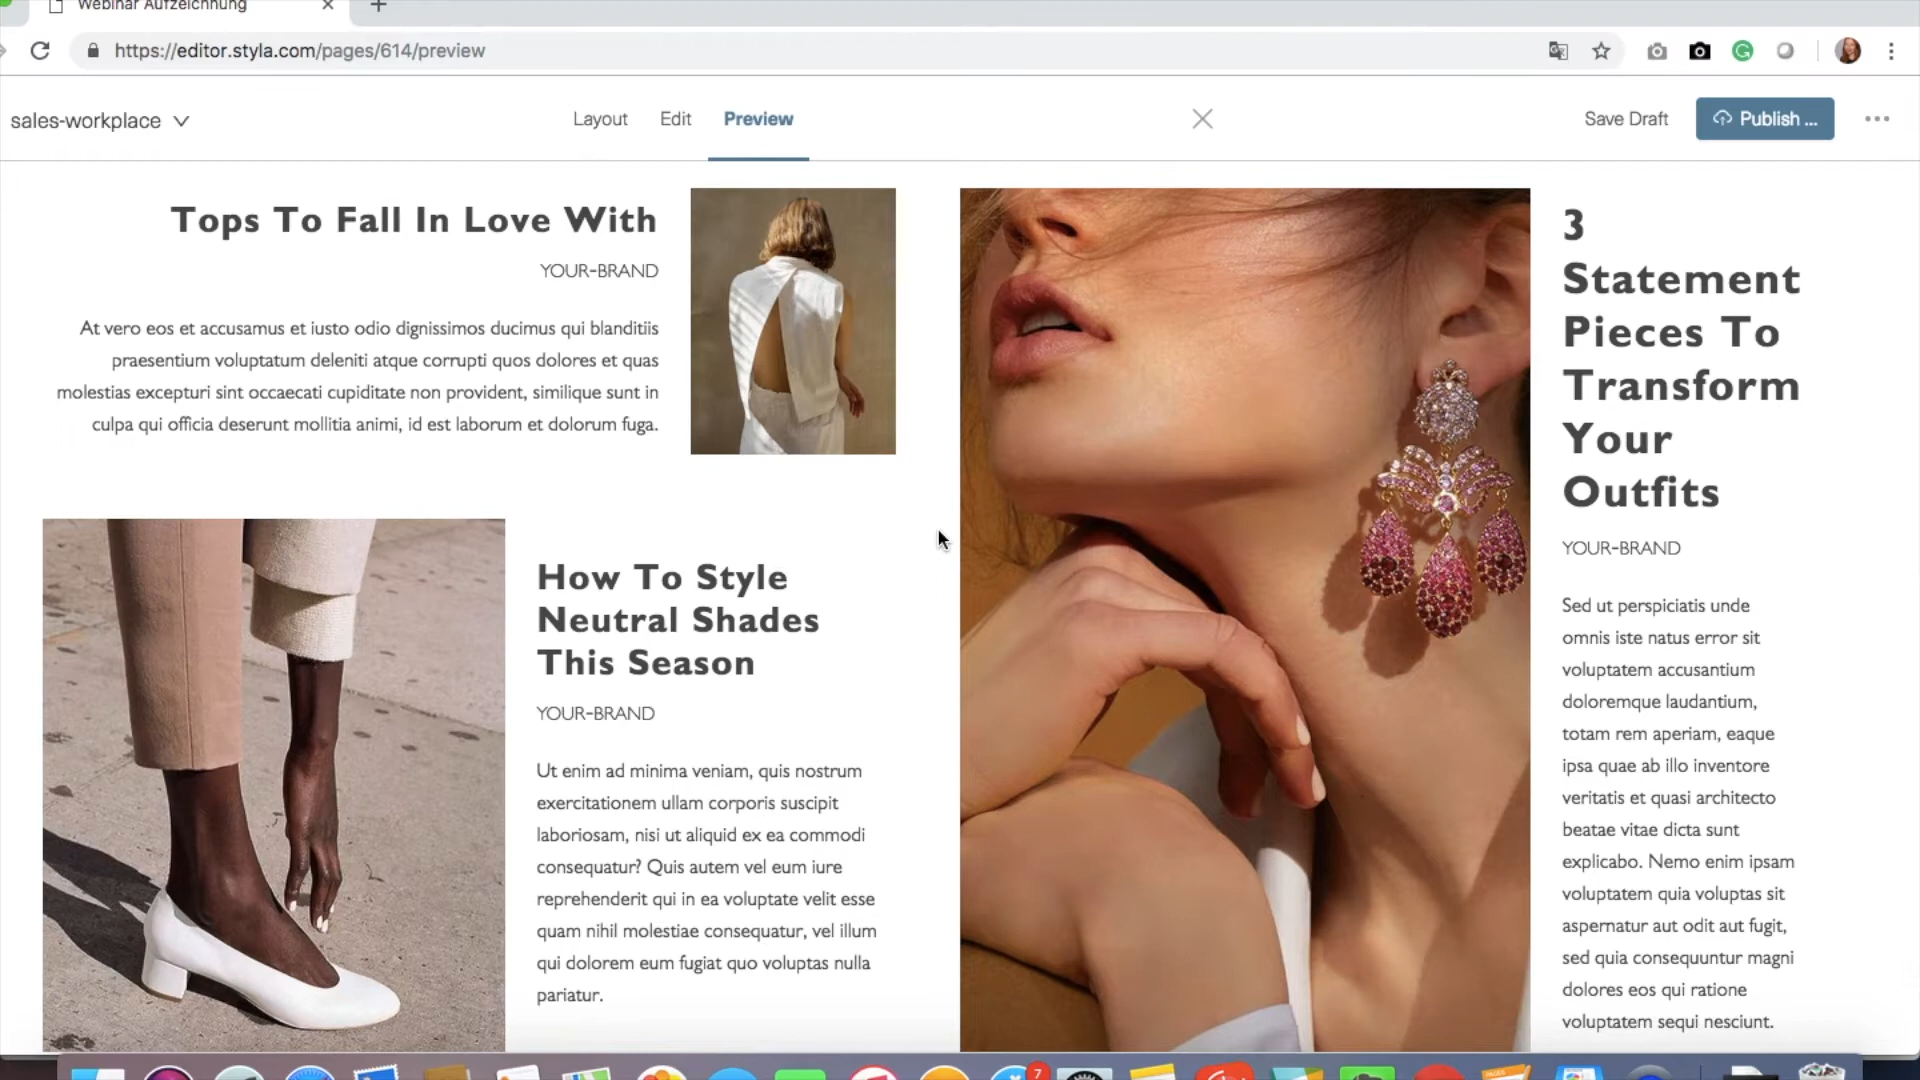 Webinar Aufzeichnung
https://editor.styla.com/pages/614/preview
sales-workplace
Layout
Edit
Preview
Save Draft
Publish ...
Tops To Fall In Love With
YOUR-BRAND
At vero eos et accusamus et iusto odio dignissimos ducimus qui blanditiis
praesentium voluptatum deleniti atque corrupti quos dolores et quas
molestias excepturi sint occaecati cupiditate non provident, similique sunt in
culpa qui officia deserunt mollitia animi, id est laborum et dolorum fuga.
How To Style
Neutral Shades
This Season
YOUR-BRAND
Ut enim ad minima veniam, quis nostrum
exercitationem ullam corporis suscipit
laboriosam, nisi ut aliquid ex ea commodi
consequatur? Quis autem vel eum iure
reprehenderit qui in ea voluptate velit esse
quam nihil molestiae consequatur, vel illum
qui dolorem eum fugiat quo voluptas nulla
pariatur.
3
Statement
Pieces To
Transform
Your
Outfits
YOUR-BRAND
Sed ut perspiciatis unde
omnis iste natus error sit
voluptatem accusantium
doloremque laudantium,
totam rem aperiam, eaque
ipsa quae ab illo inventore
veritatis et quasi architecto
beatae vitae dicta sunt
explicabo. Nemo enim ipsam
voluptatem quia voluptas sit
aspernatur aut odit aut fugit,
sed quia consequuntur magni
dolores eos qui ratione
voluptatem sequi nesciunt.
7
PAGES